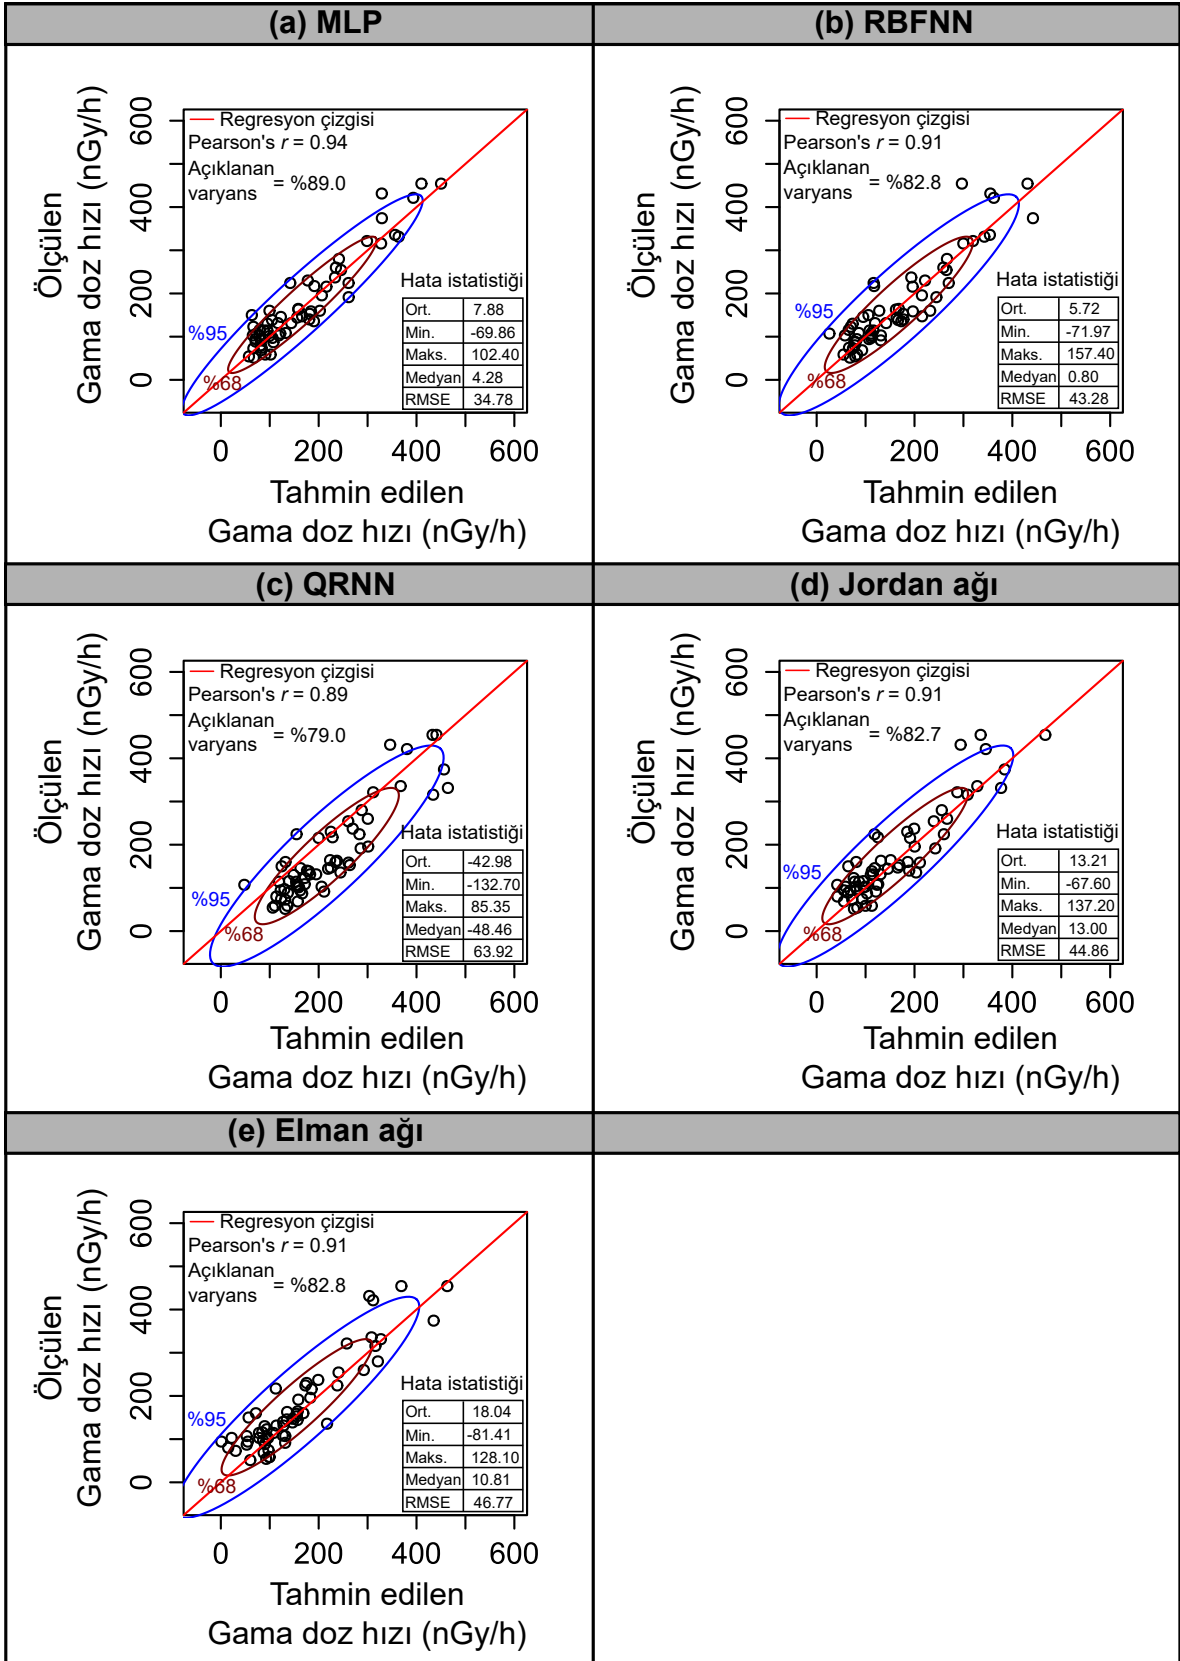 (a) MLP
Ölçülen
Gama doz hızı (nGy/h)
600
400
200
0
Regresyon çizgisi
Pearson's r = 0.94
Açıklanan
varyans = %89.0
%95
%68
Hata istatistiği
Ort. 7.88
Min. -69.86
Maks. 102.40
Medyan 4.28
RMSE 34.78
0 200 400 600
Tahmin edilen
Gama doz hızı (nGy/h)
(b) RBFNN
Ölçülen
Gama doz hızı (nGy/h)
600
400
200
0
Regresyon çizgisi
Pearson's r = 0.91
Açıklanan
varyans = %82.8
%95
%68
Hata istatistiği
Ort. 5.72
Min. -71.97
Maks. 157.40
Medyan 0.80
RMSE 43.28
0 200 400 600
Tahmin edilen
Gama doz hızı (nGy/h)
(c) QRNN
Ölçülen
Gama doz hızı (nGy/h)
600
400
200
0
Regresyon çizgisi
Pearson's r = 0.89
Açıklanan
varyans = %79.0
%95
%68
Hata istatistiği
Ort. -42.98
Min. -132.70
Maks. 85.35
Medyan -48.46
RMSE 63.92
0 200 400 600
Tahmin edilen
Gama doz hızı (nGy/h)
(d) Jordan ağı
Ölçülen
Gama doz hızı (nGy/h)
600
400
200
0
Regresyon çizgisi
Pearson's r = 0.91
Açıklanan
varyans = %82.7
%95
%68
Hata istatistiği
Ort. 13.21
Min. -67.60
Maks. 137.20
Medyan 13.00
RMSE 44.86
0 200 400 600
Tahmin edilen
Gama doz hızı (nGy/h)
(e) Elman ağı
Ölçülen
Gama doz hızı (nGy/h)
600
400
200
0
Regresyon çizgisi
Pearson's r = 0.91
Açıklanan
varyans = %82.8
%95
%68
Hata istatistiği
Ort. 18.04
Min. -81.41
Maks. 128.10
Medyan 10.81
RMSE 46.77
0 200 400 600
Tahmin edilen
Gama doz hızı (nGy/h)